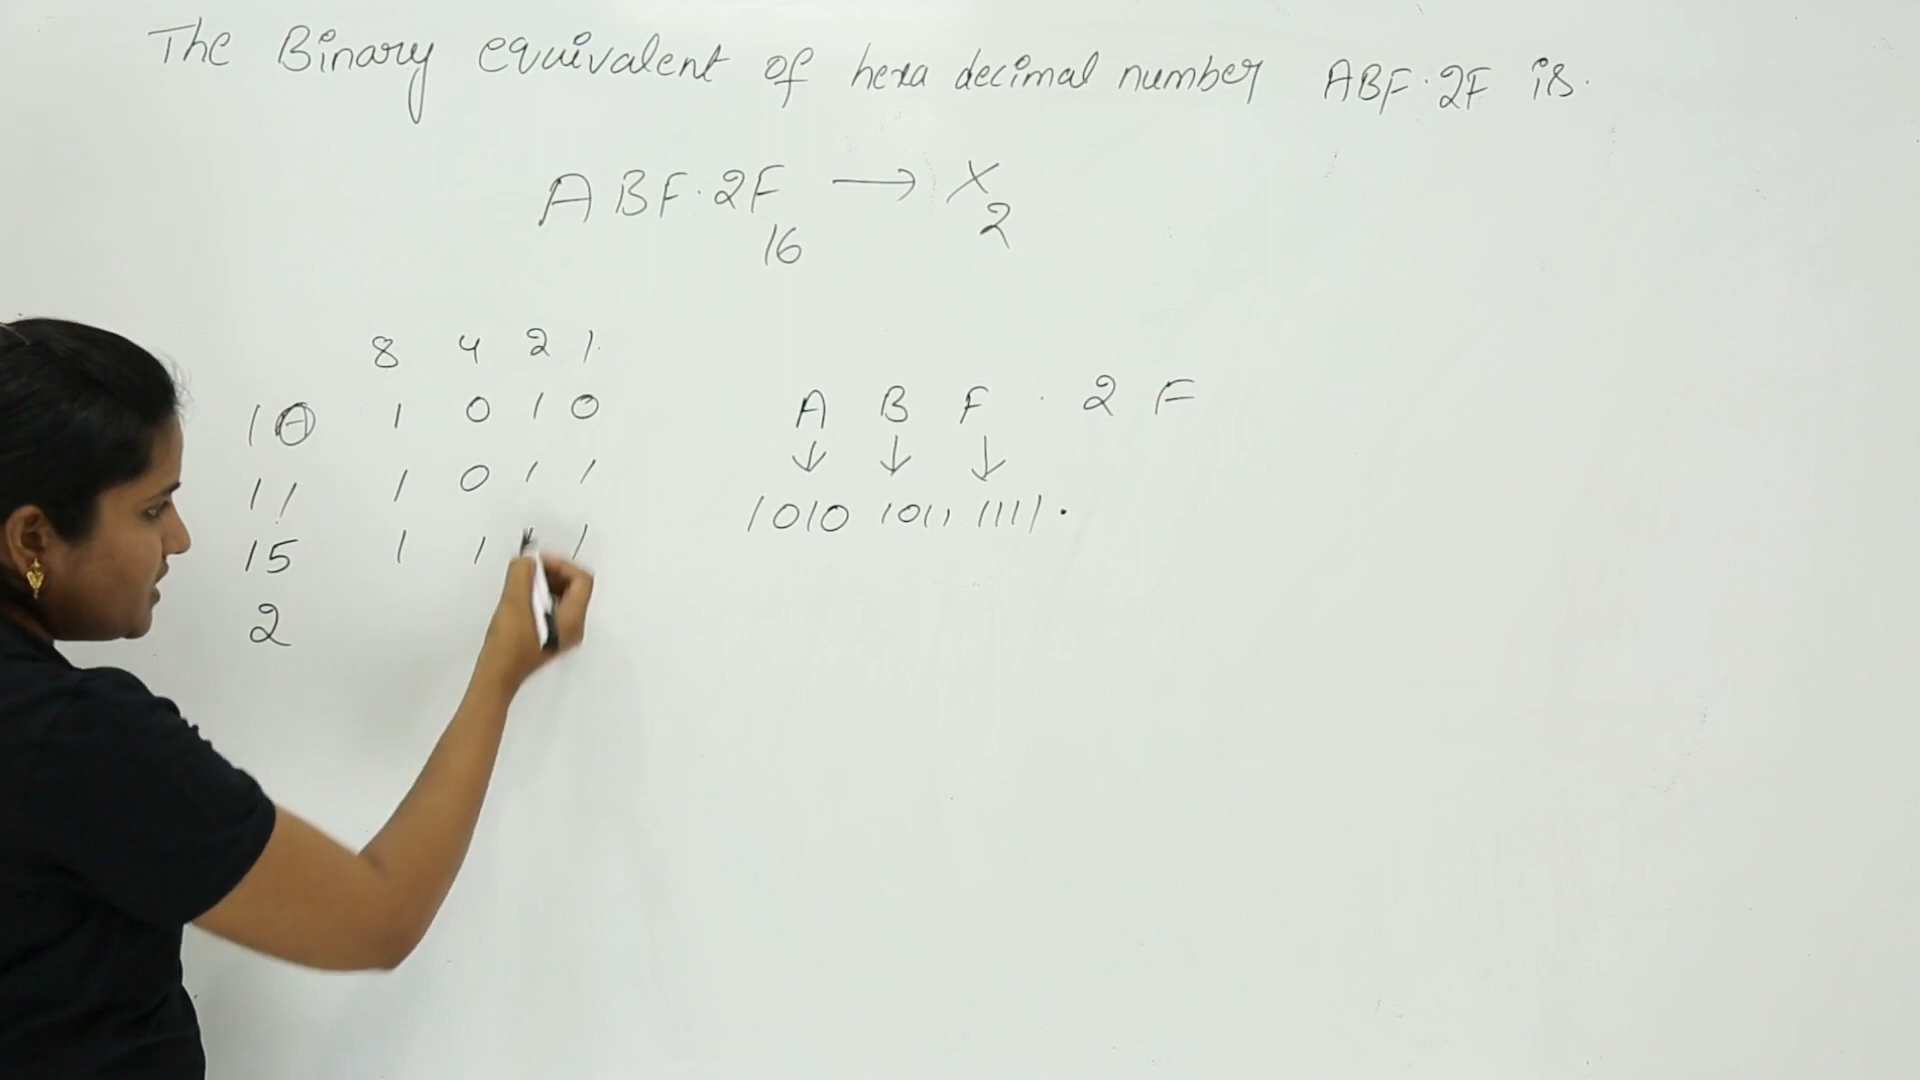 The Binary equivalent of hexa decimal number ABF.2F is.
ABF.2F → X
16 2
8 4 2 1
10 1 0 1 0
11 1 0 1 1
15 1 1 1 1
2
A B F . 2 F
↓ ↓ ↓
1010 1011 1111.